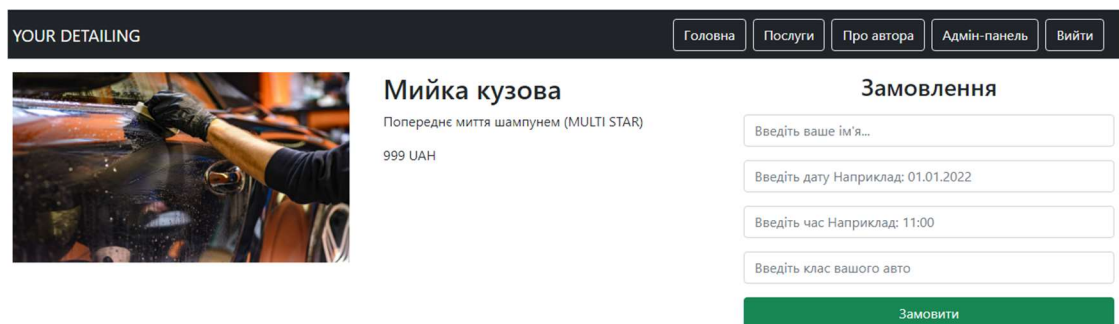 YOUR DETAILING
Головна
Послуги
Про автора
Адмін-панель
Вийти
Мийка кузова
Попереднє миття шампунем (MULTI STAR)
999 UAH
Замовлення
Введіть ваше ім'я...
Введіть дату Наприклад: 01.01.2022
Введіть час Наприклад: 11:00
Введіть клас вашого авто
Замовити